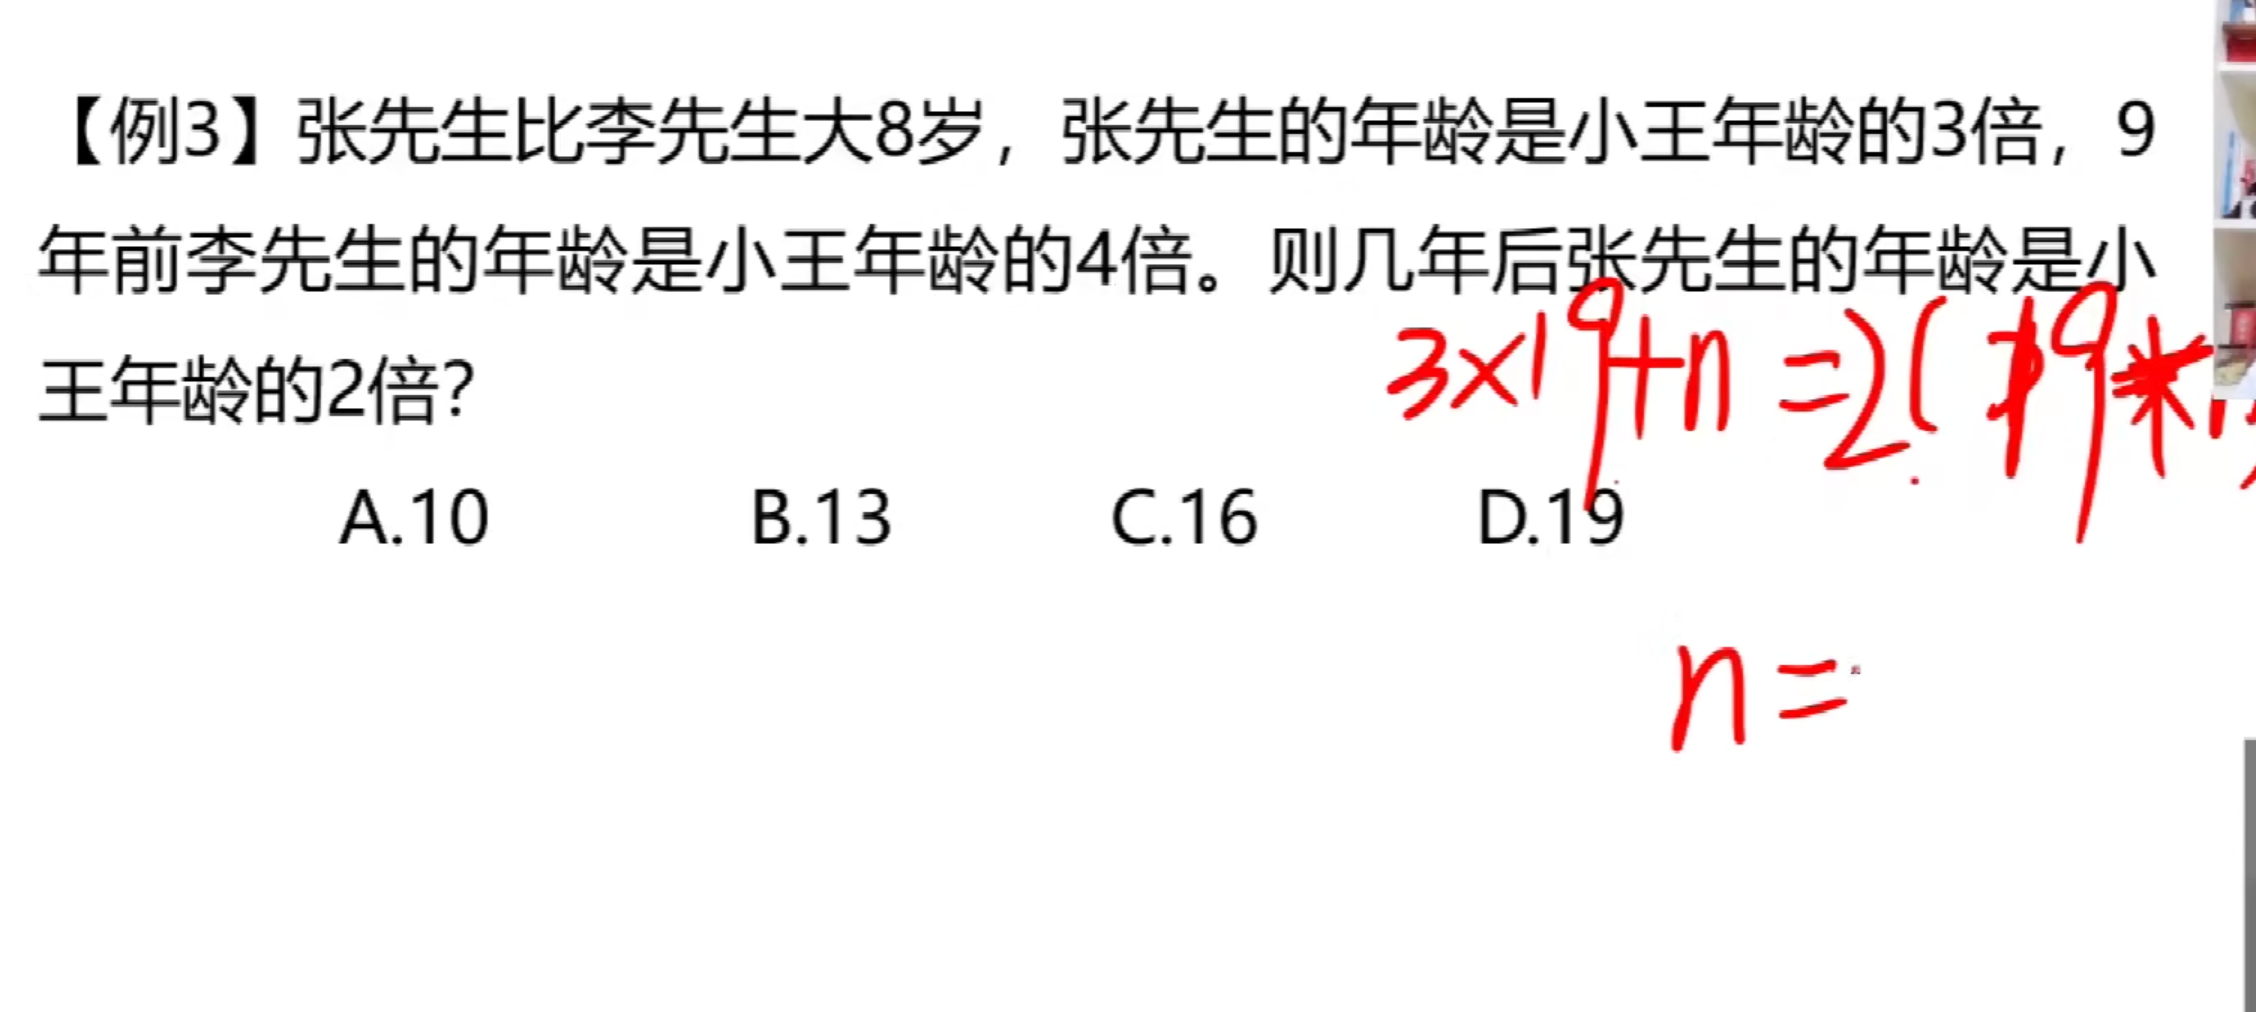 【例3】张先生比李先生大8岁，张先生的年龄是小王年龄的3倍，9
年前李先生的年龄是小王年龄的4倍。则几年后张先生的年龄是小
王年龄的2倍？
3×19+n=2(19+n)
A.10 B.13 C.16 D.19
n=